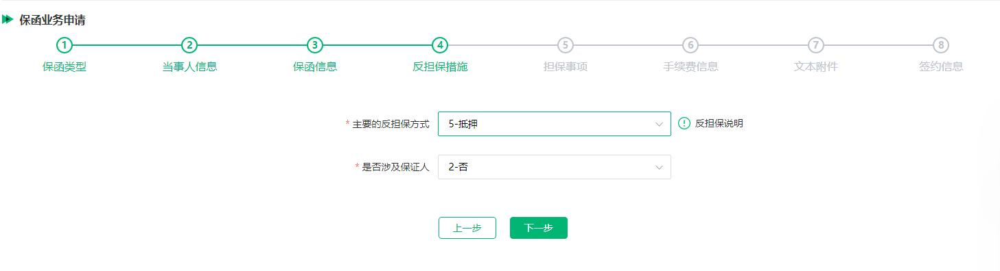 保函业务申请
1 2 3 4 5 6 7 8
保函类型 当事人信息 保函信息 反担保措施 担保事项 手续费信息 文本附件 签约信息
* 主要的反担保方式 5-抵押 反担保说明
* 是否涉及保证人 2-否
上一步 下一步